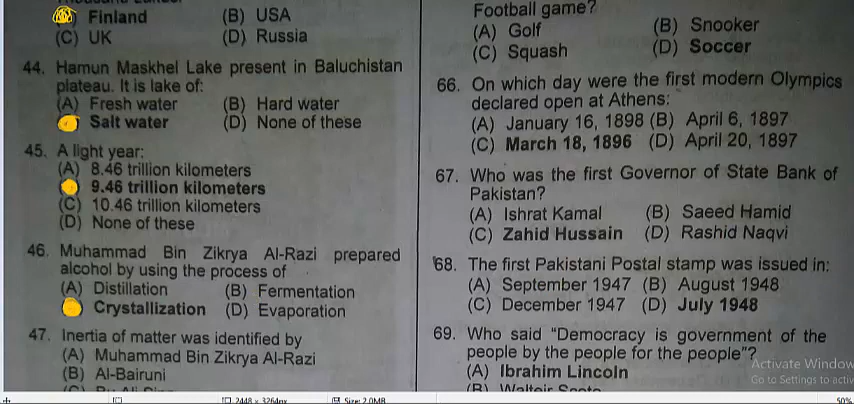 Finland
(B) USA
(C) UK
(D) Russia
44. Hamun Maskhel Lake present in Baluchistan
plateau. It is lake of:
(A) Fresh water
(B) Hard water
Salt water
(D) None of these
45. A light year:
(A) 8.46 trillion kilometers
9.46 trillion kilometers
(C) 10.46 trillion kilometers
(D) None of these
46. Muhammad Bin Zikrya Al-Razi prepared
alcohol by using the process of
(A) Distillation
(B) Fermentation
Crystallization
(D) Evaporation
47. Inertia of matter was identified by
(A) Muhammad Bin Zikrya Al-Razi
(B) Al-Bairuni
Football game?
(A) Golf
(B) Snooker
(C) Squash
(D) Soccer
66. On which day were the first modern Olympics
declared open at Athens:
(A) January 16, 1898 (B) April 6, 1897
(C) March 18, 1896 (D) April 20, 1897
67. Who was the first Governor of State Bank of
Pakistan?
(A) Ishrat Kamal
(B) Saeed Hamid
(C) Zahid Hussain
(D) Rashid Naqvi
68. The first Pakistani Postal stamp was issued in:
(A) September 1947 (B) August 1948
(C) December 1947 (D) July 1948
69. Who said "Democracy is government of the
people by the people for the people"?
(A) Ibrahim Lincoln
Activate Window
Go to Settings to activ
2448 × 3264px
Size: 2.0MB
50%